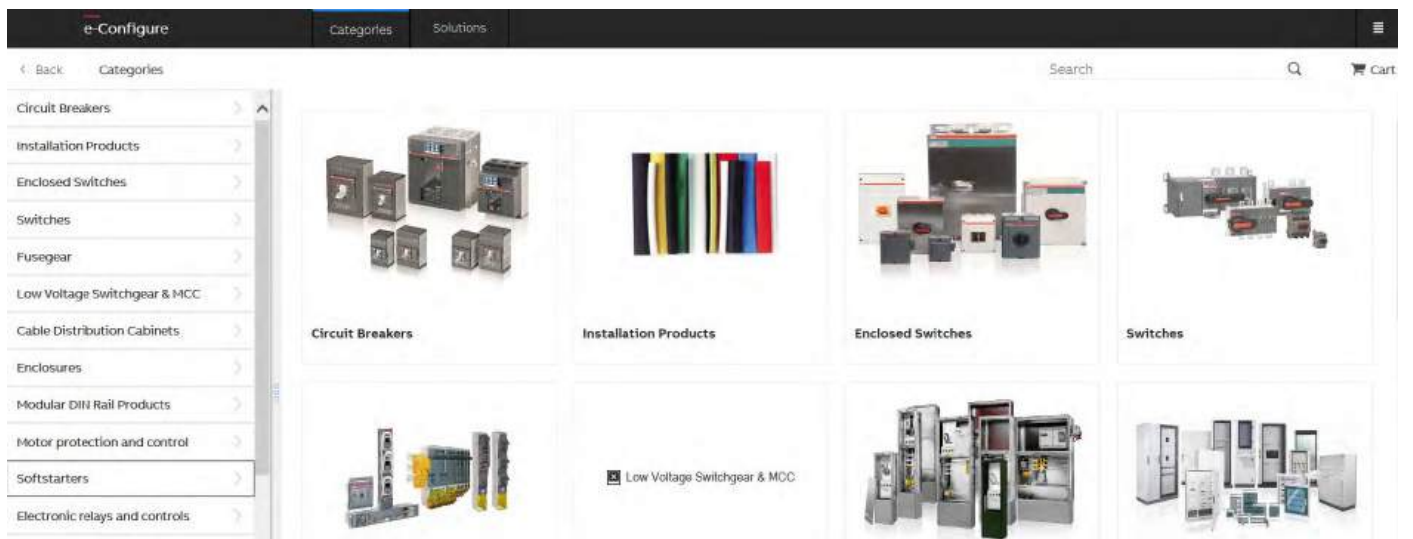 e-Configure
Categories
Solutions
Back
Categories
Search
Cart
Circuit Breakers
Installation Products
Enclosed Switches
Switches
Fusegear
Low Voltage Switchgear & MCC
Cable Distribution Cabinets
Enclosures
Modular DIN Rail Products
Motor protection and control
Softstarters
Electronic relays and controls
Circuit Breakers
Installation Products
Enclosed Switches
Switches
Low Voltage Switchgear & MCC